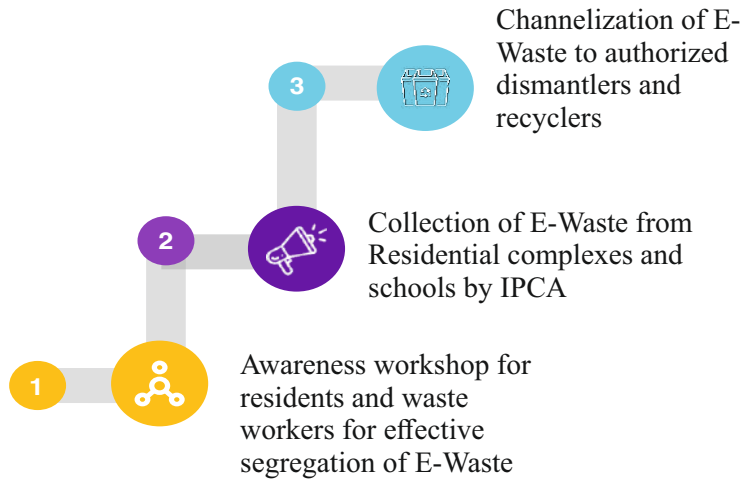 3
Channelization of E-
Waste to authorized
dismantlers and
recyclers
2
Collection of E-Waste from
Residential complexes and
schools by IPCA
1
Awareness workshop for
residents and waste
workers for effective
segregation of E-Waste